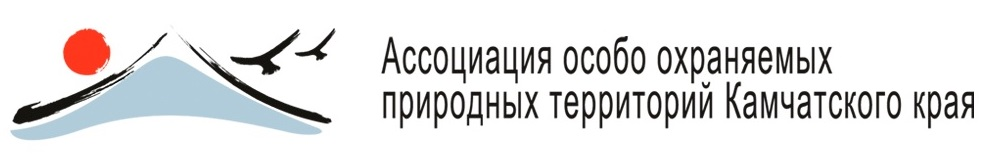 Ассоциация особо охраняемых
природных территорий Камчатского края